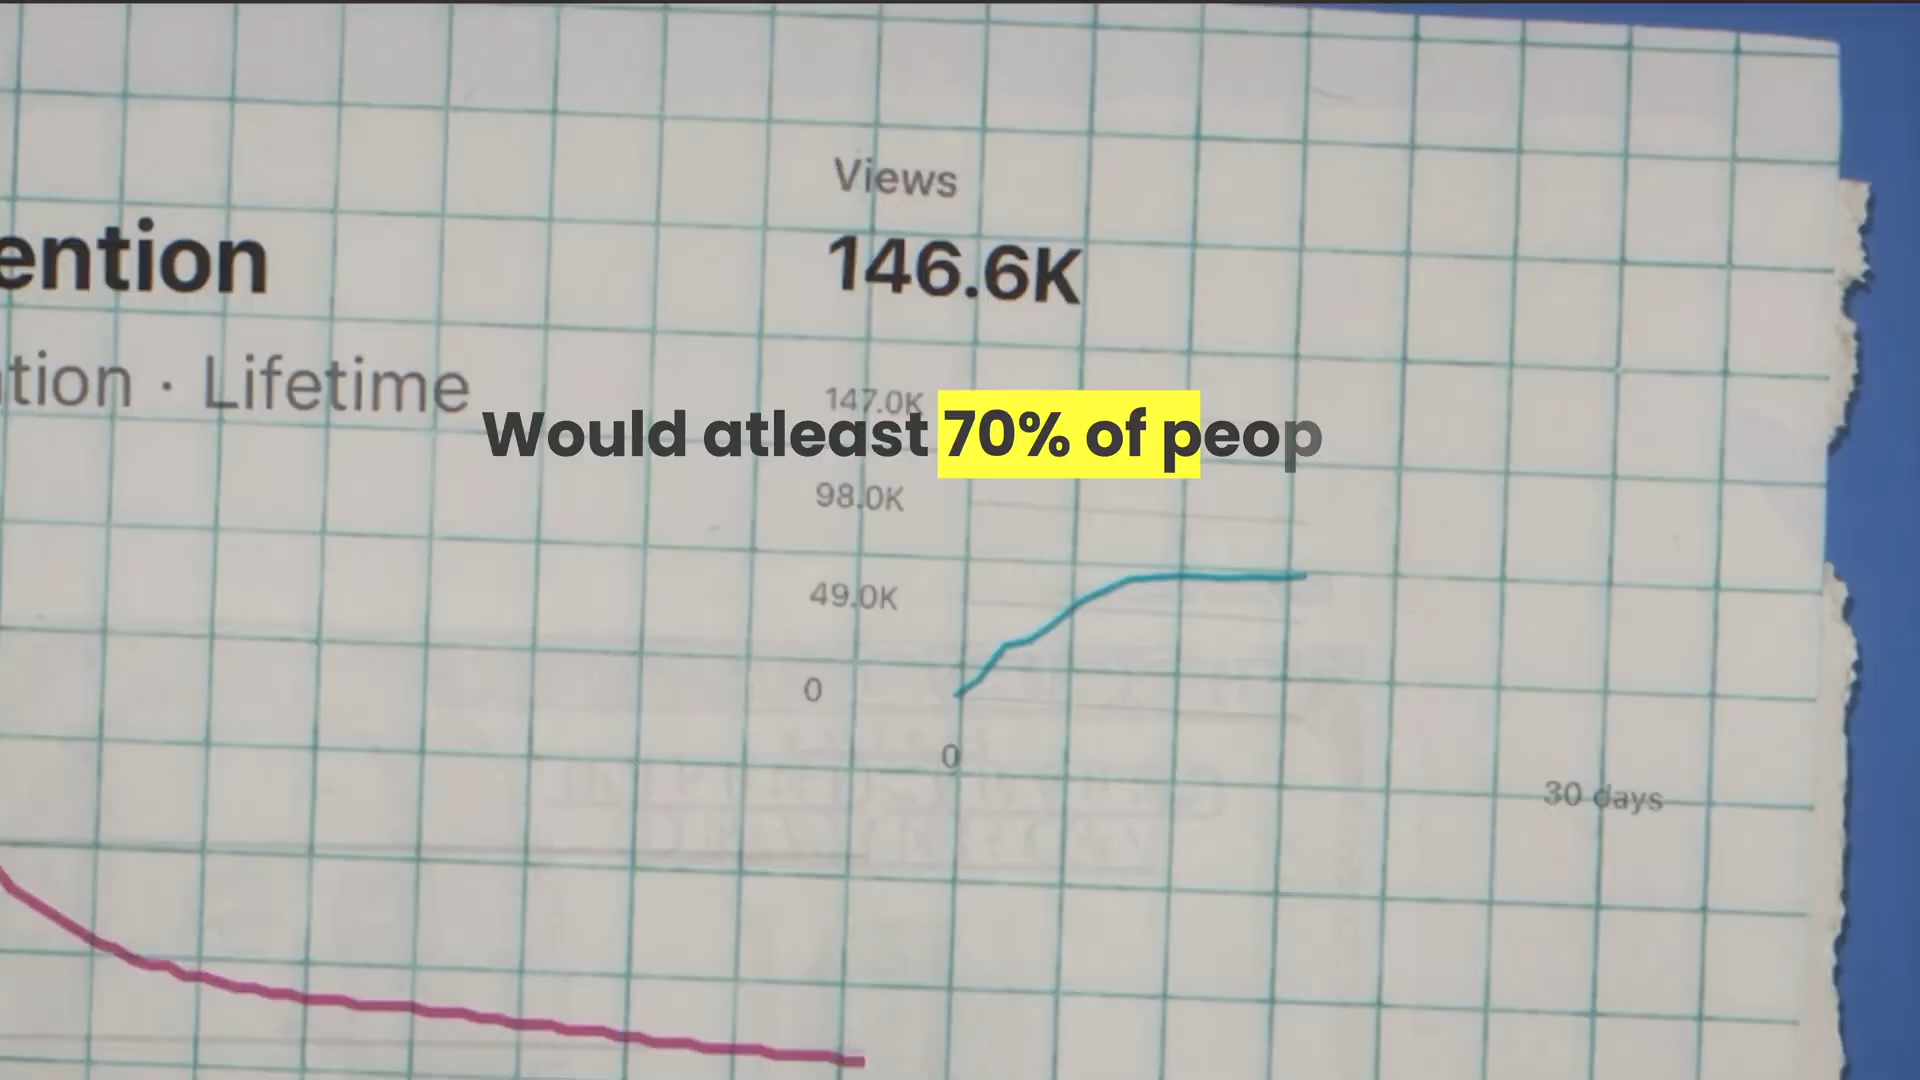 Views
ention
146.6K
tion · Lifetime
147.0K
Would atleast 70% of peop
98.0K
49.0K
0
0
30 days